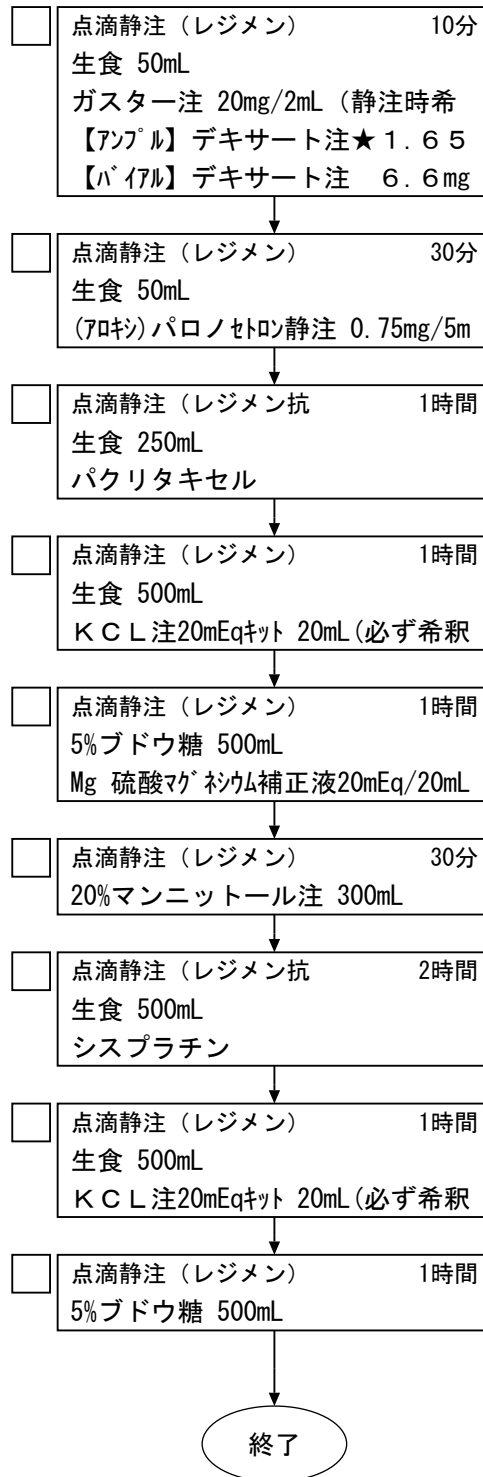 点滴静注（レジメン） 10分
生食 50mL
ガスター注 20mg/2mL（静注時希
【ｱﾝﾌﾟﾙ】デキサート注★１.６５
【ﾊﾞｲｱﾙ】デキサート注　６.６mg
点滴静注（レジメン） 30分
生食 50mL
(ｱﾛｷｼ)パロノｾﾄﾛﾝ静注 0.75mg/5m
点滴静注（レジメン抗 1時間
生食 250mL
パクリタキセル
点滴静注（レジメン） 1時間
生食 500mL
ＫＣＬ注20mEqｷｯﾄ 20mL(必ず希釈
点滴静注（レジメン） 1時間
5%ブドウ糖 500mL
Mg 硫酸ﾏｸﾞﾈｼｳﾑ補正液20mEq/20mL
点滴静注（レジメン） 30分
20%マンニットール注 300mL
点滴静注（レジメン抗 2時間
生食 500mL
シスプラチン
点滴静注（レジメン） 1時間
生食 500mL
ＫＣＬ注20mEqｷｯﾄ 20mL(必ず希釈
点滴静注（レジメン） 1時間
5%ブドウ糖 500mL
終了